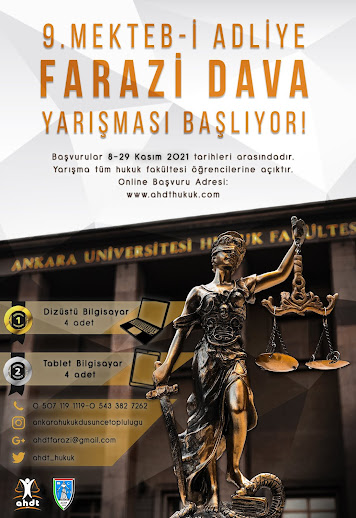 9.MEKTEB-İ ADLİYE
FARAZİ DAVA
YARIŞMASI BAŞLIYOR!
Başvurular 8-29 Kasım 2021 tarihleri arasındadır.
Yarışma tüm hukuk fakültesi öğrencilerine açıktır.
Online Başvuru Adresi:
www.ahdthukuk.com
ANKARA ÜNİVERSİTESİ HUKUK FAKÜLTESİ
1
Dizüstü Bilgisayar
4 adet
2
Tablet Bilgisayar
4 adet
0 507 119 1119-0 543 382 7262
ankarahukukdusuncetoplulugu
G+
ahdtfarazi@gmail.com
ahdt_hukuk
ahdt